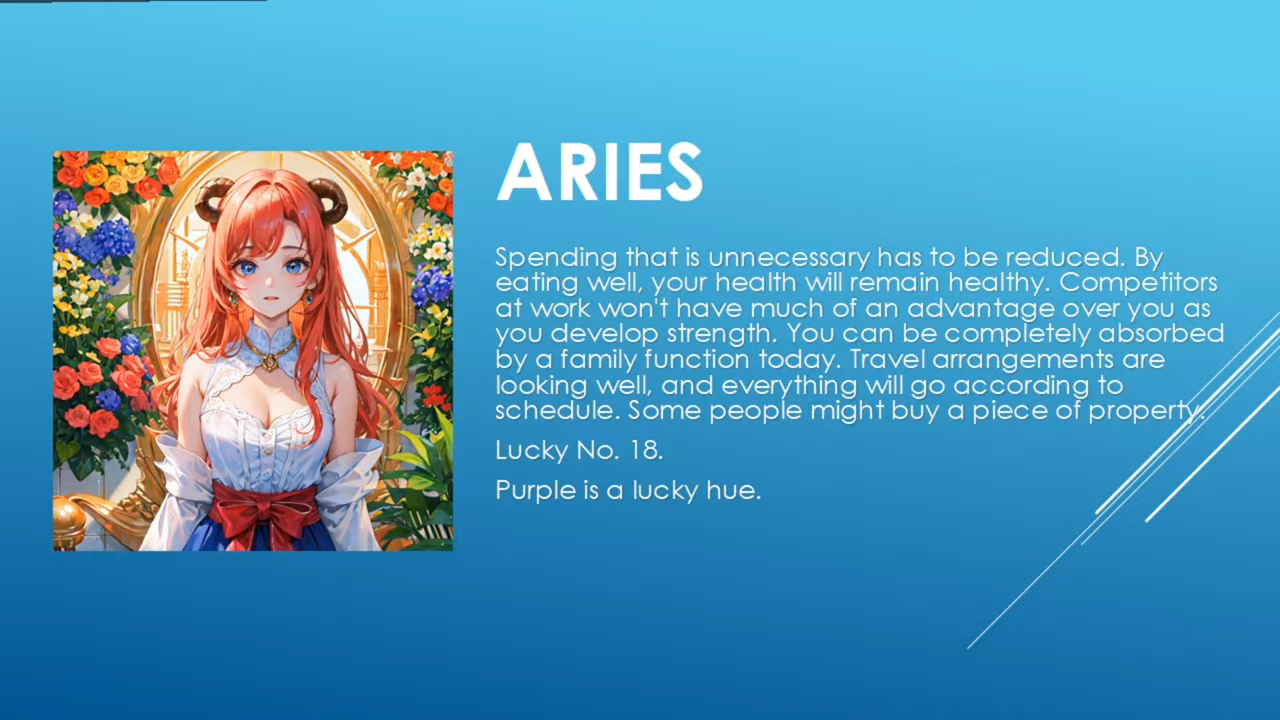 ARIES
Spending that is unnecessary has to be reduced. By
eating well, your health will remain healthy. Competitors
at work won't have much of an advantage over you as
you develop strength. You can be completely absorbed
by a family function today. Travel arrangements are
looking well, and everything will go according to
schedule. Some people might buy a piece of property.
Lucky No. 18.
Purple is a lucky hue.